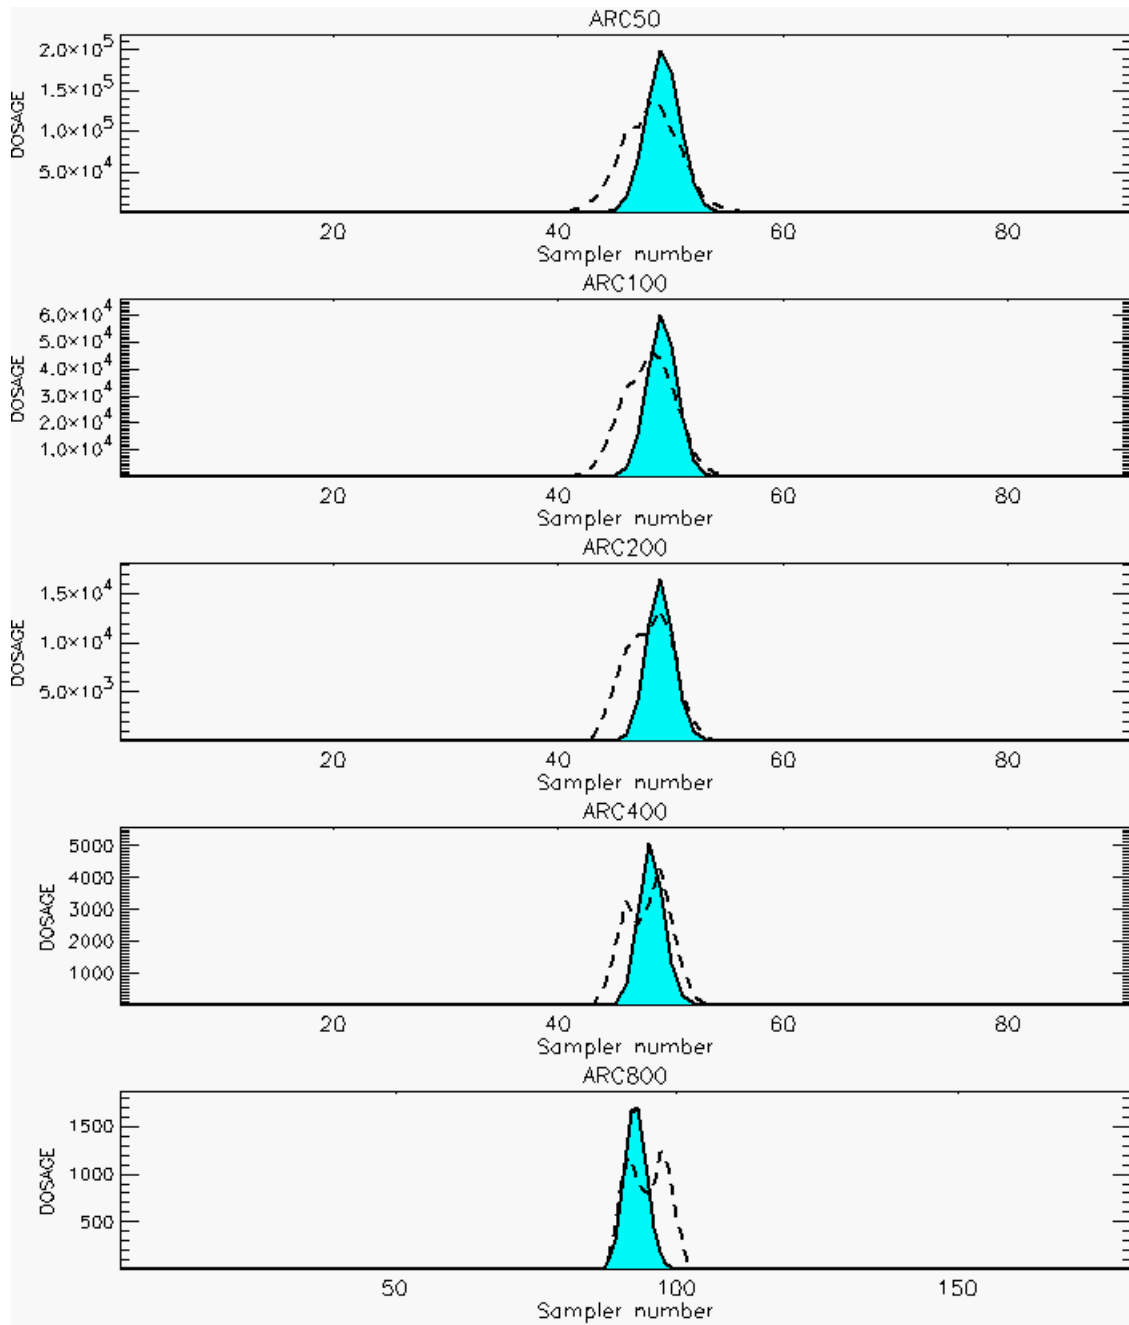 ARC50
2.0×10^5
1.5×10^5
1.0×10^5
5.0×10^4
DOSAGE
20 40 60 80
Sampler number
ARC100
6.0×10^4
5.0×10^4
4.0×10^4
3.0×10^4
2.0×10^4
1.0×10^4
DOSAGE
20 40 60 80
Sampler number
ARC200
1.5×10^4
1.0×10^4
5.0×10^3
DOSAGE
20 40 60 80
Sampler number
ARC400
5000
4000
3000
2000
1000
DOSAGE
20 40 60 80
Sampler number
ARC800
1500
1000
500
DOSAGE
50 100 150
Sampler number